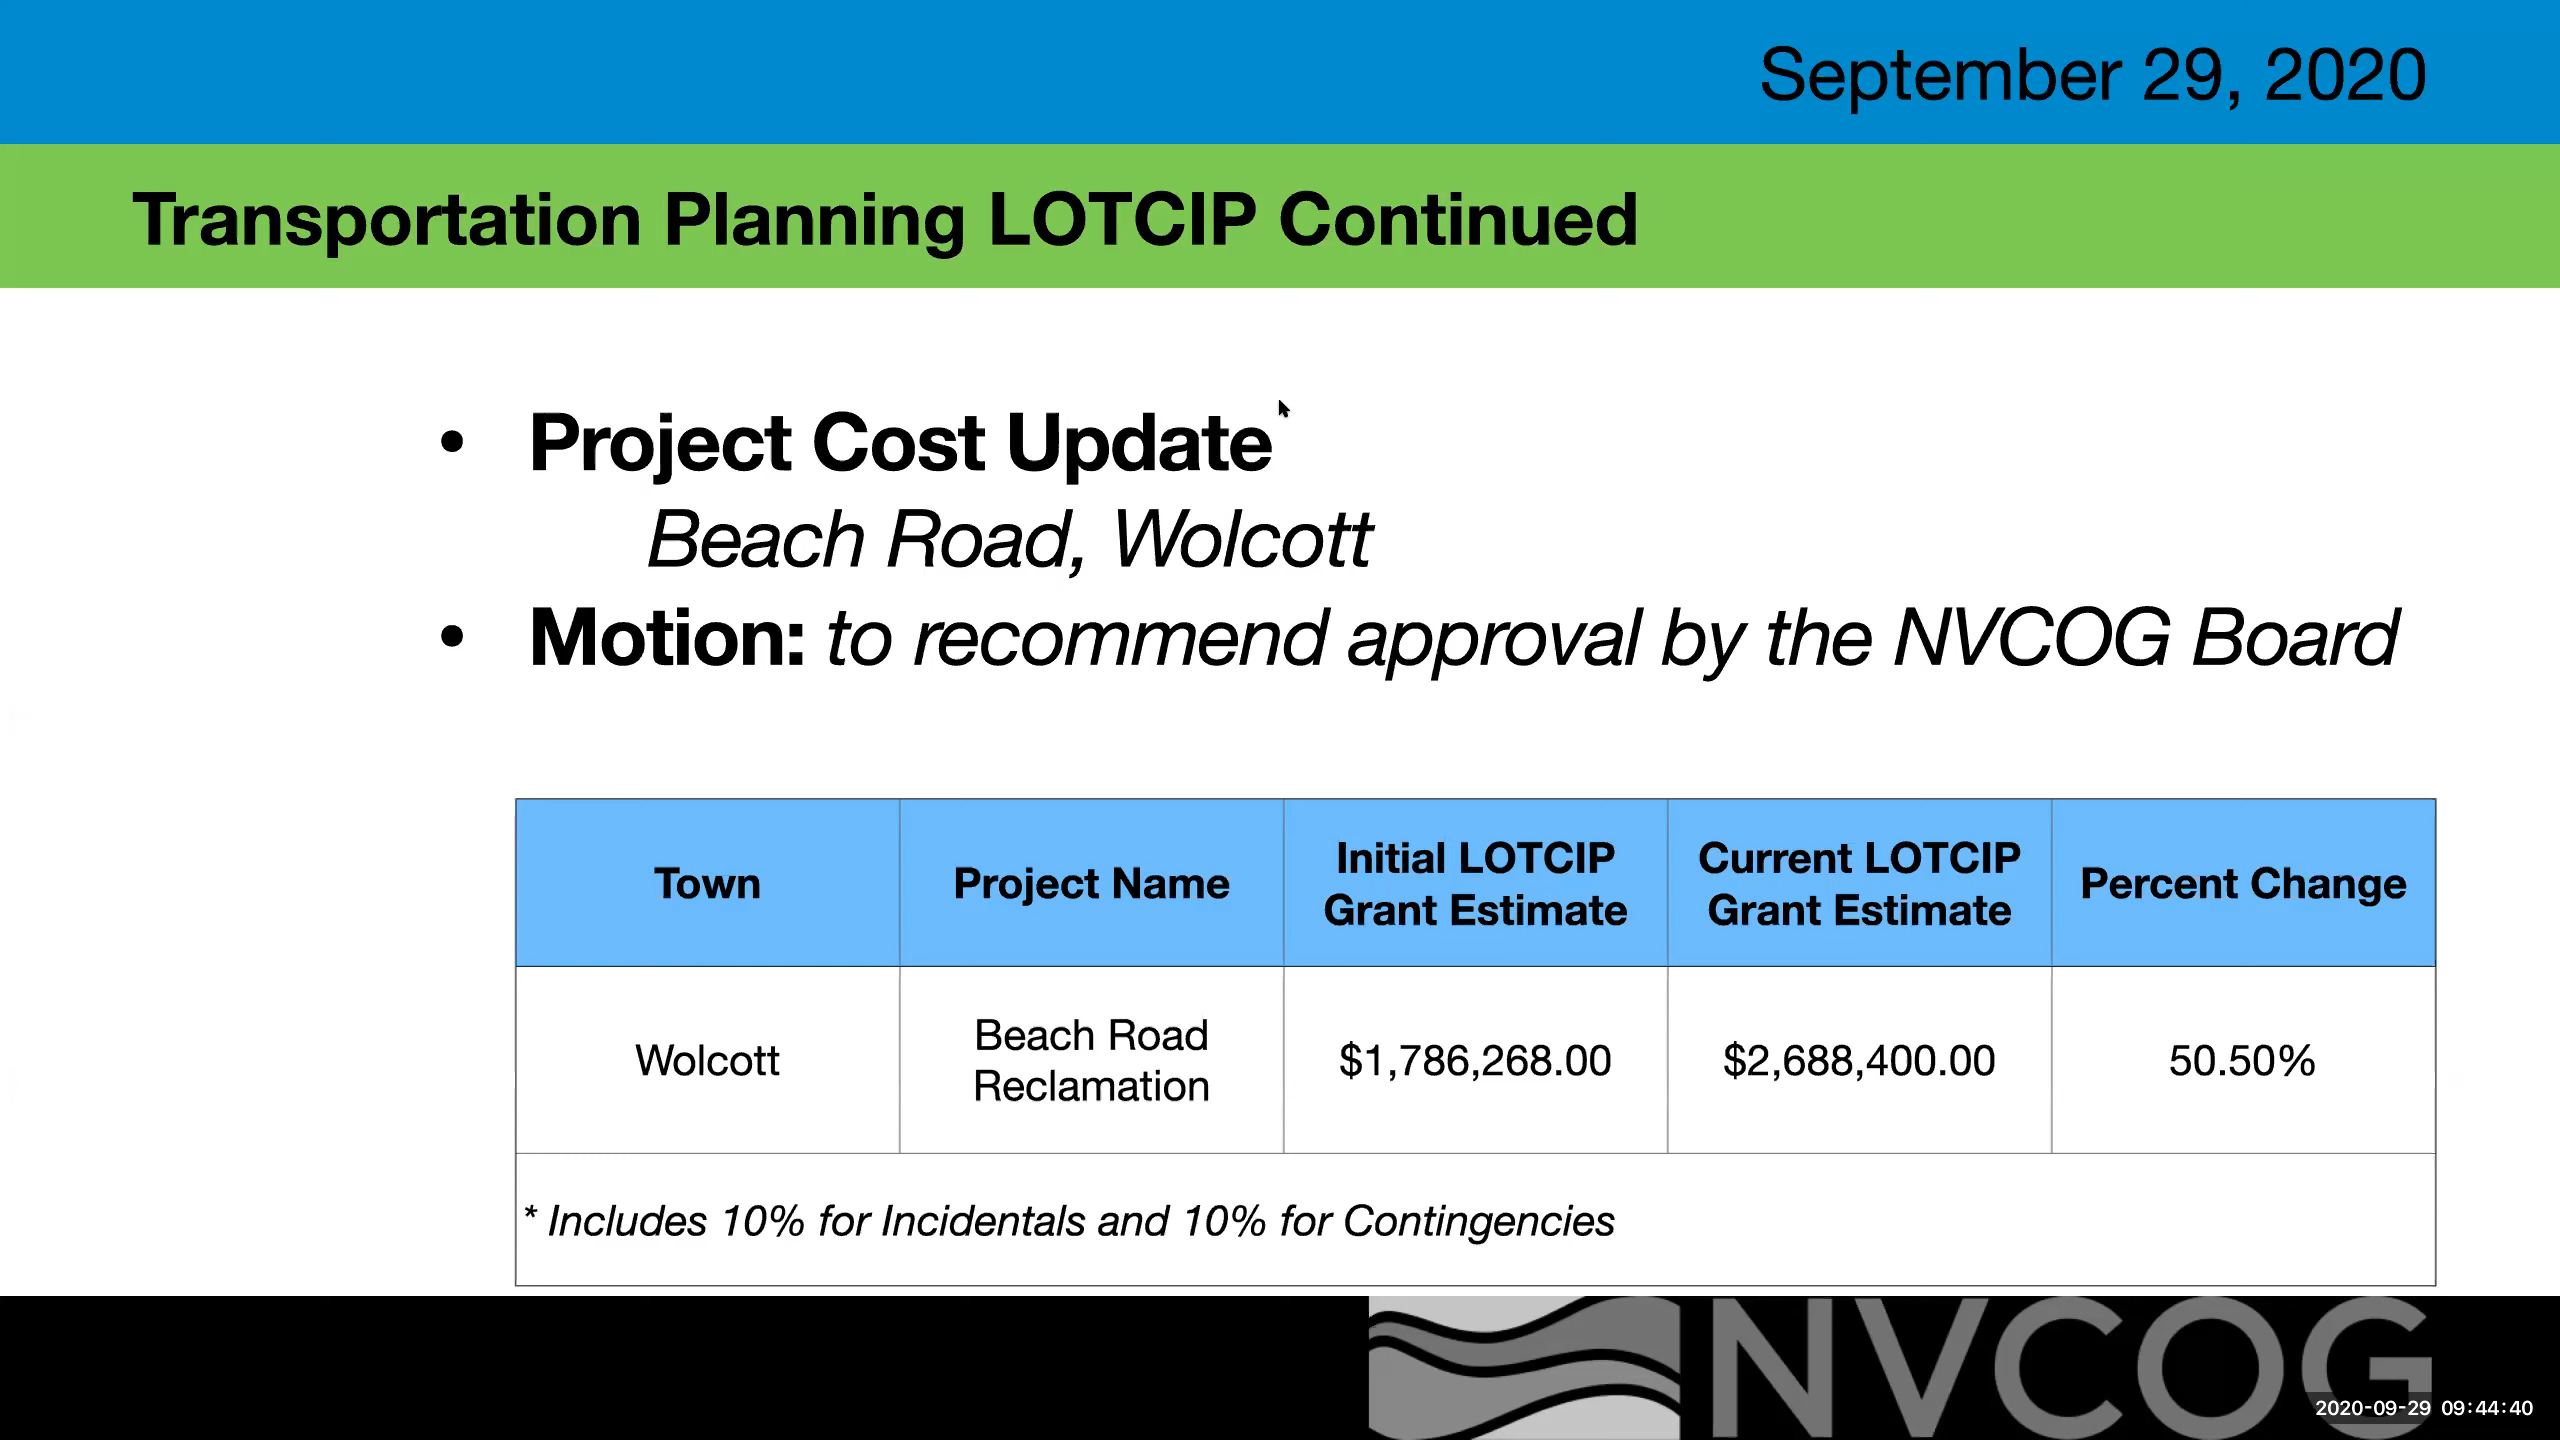 September 29, 2020
Transportation Planning LOTCIP Continued
• Project Cost Update
Beach Road, Wolcott
• Motion: to recommend approval by the NVCOG Board
Town
Project Name
Initial LOTCIP
Grant Estimate
Current LOTCIP
Grant Estimate
Percent Change
Wolcott
Beach Road
Reclamation
$1,786,268.00
$2,688,400.00
50.50%
* Includes 10% for Incidentals and 10% for Contingencies
NVCOG
2020-09-29 09:44:40